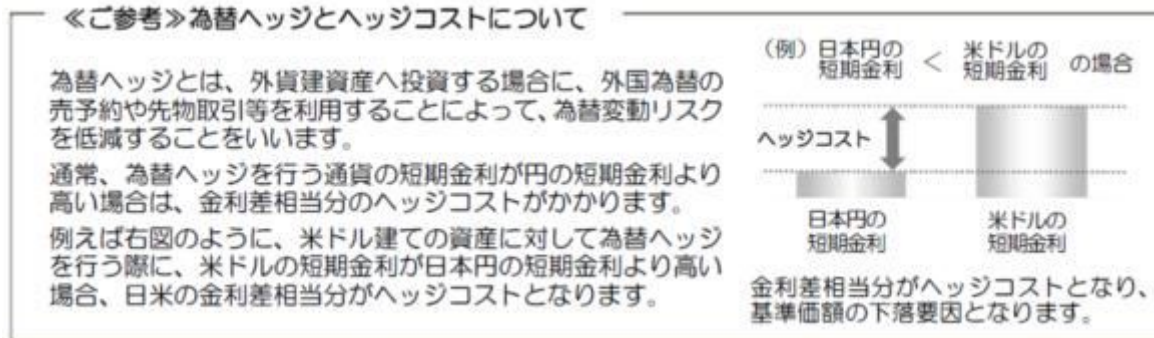 ≪ご参考≫為替ヘッジとヘッジコストについて
為替ヘッジとは、外貨建資産へ投資する場合に、外国為替の
売予約や先物取引等を利用することによって、為替変動リスク
を低減することをいいます。
通常、為替ヘッジを行う通貨の短期金利が円の短期金利より
高い場合は、金利差相当分のヘッジコストがかかります。
例えば右図のように、米ドル建ての資産に対して為替ヘッジ
を行う際に、米ドルの短期金利が日本円の短期金利より高い
場合、日米の金利差相当分がヘッジコストとなります。
(例) 日本円の短期金利 < 米ドルの短期金利 の場合
ヘッジコスト
日本円の
短期金利
米ドルの
短期金利
金利差相当分がヘッジコストとなり、
基準価額の下落要因となります。